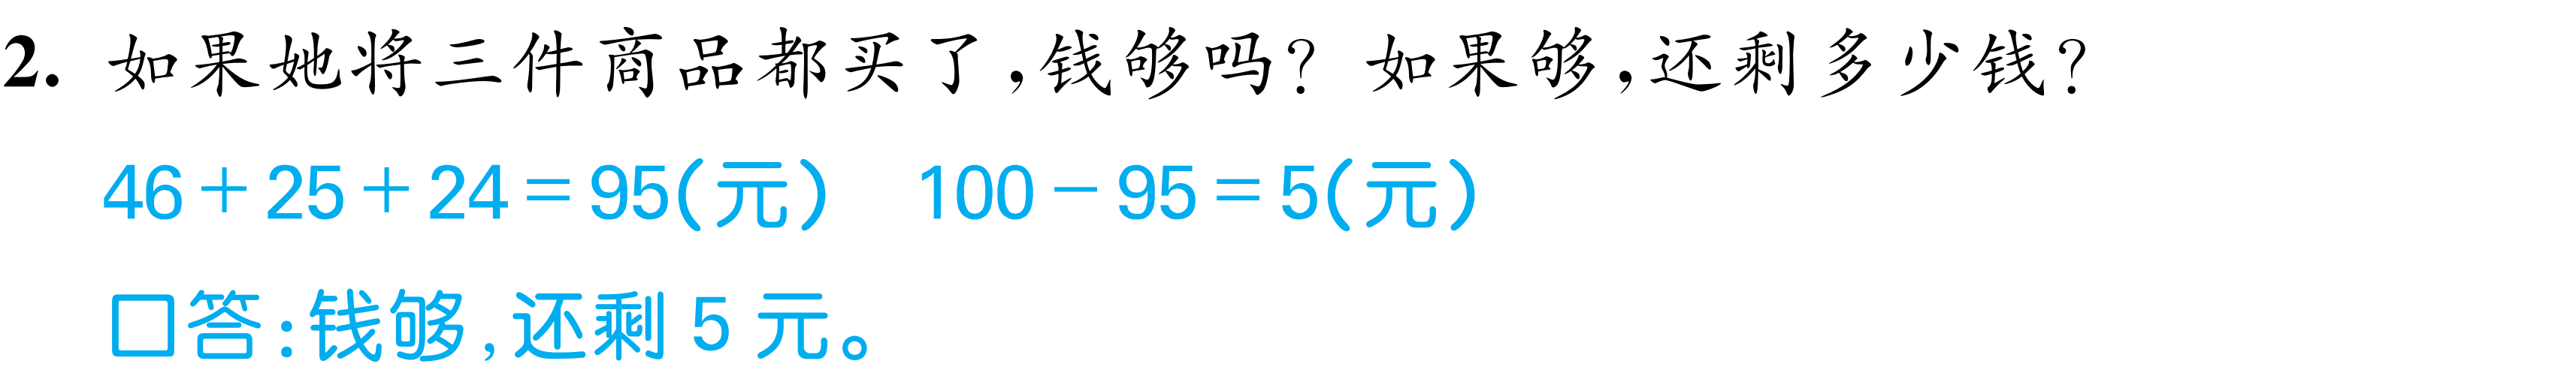 2. 如果她将三件商品都买了,钱够吗？如果够,还剩多少钱？
46+25+24=95(元) 100-95=5(元)
口答:钱够,还剩5元。